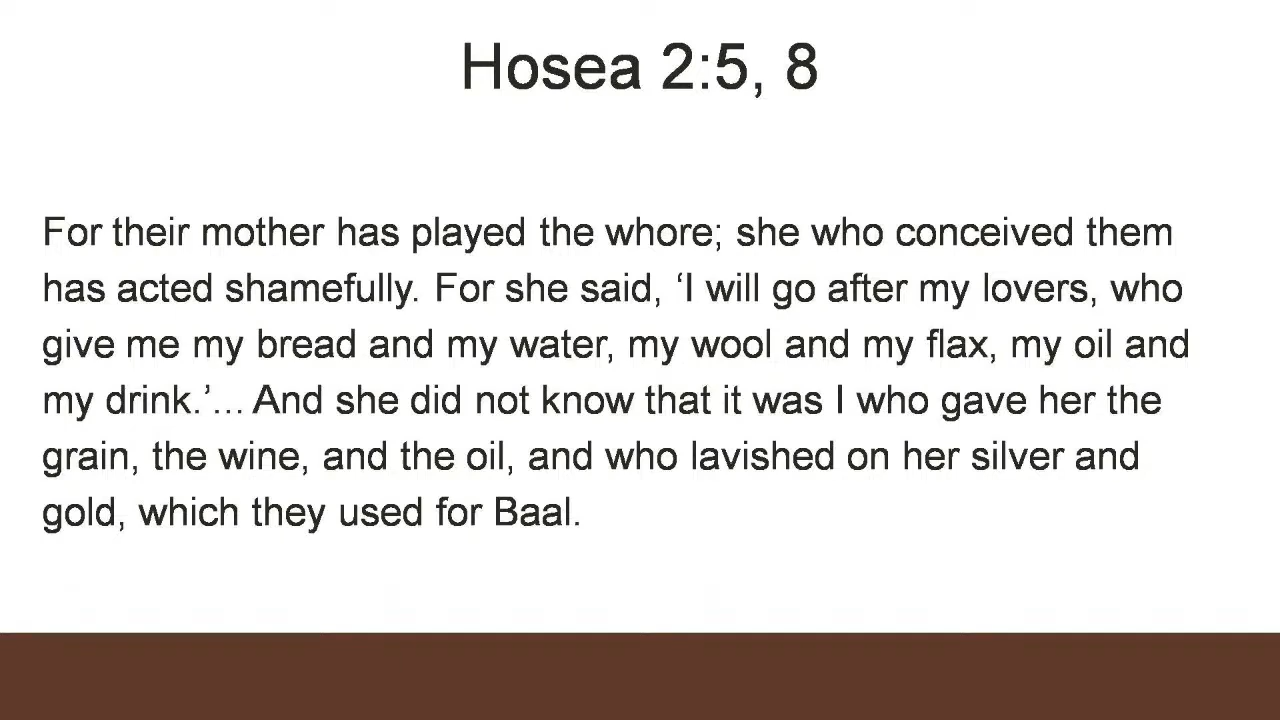 Hosea 2:5, 8
For their mother has played the whore; she who conceived them
has acted shamefully. For she said, ‘I will go after my lovers, who
give me my bread and my water, my wool and my flax, my oil and
my drink.’... And she did not know that it was I who gave her the
grain, the wine, and the oil, and who lavished on her silver and
gold, which they used for Baal.